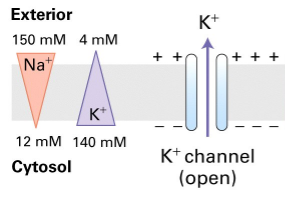 Exterior
150 mM 4 mM
K⁺
Na⁺
+ + + + +
K⁺
− − − − −
12 mM 140 mM
Cytosol
K⁺ channel
(open)